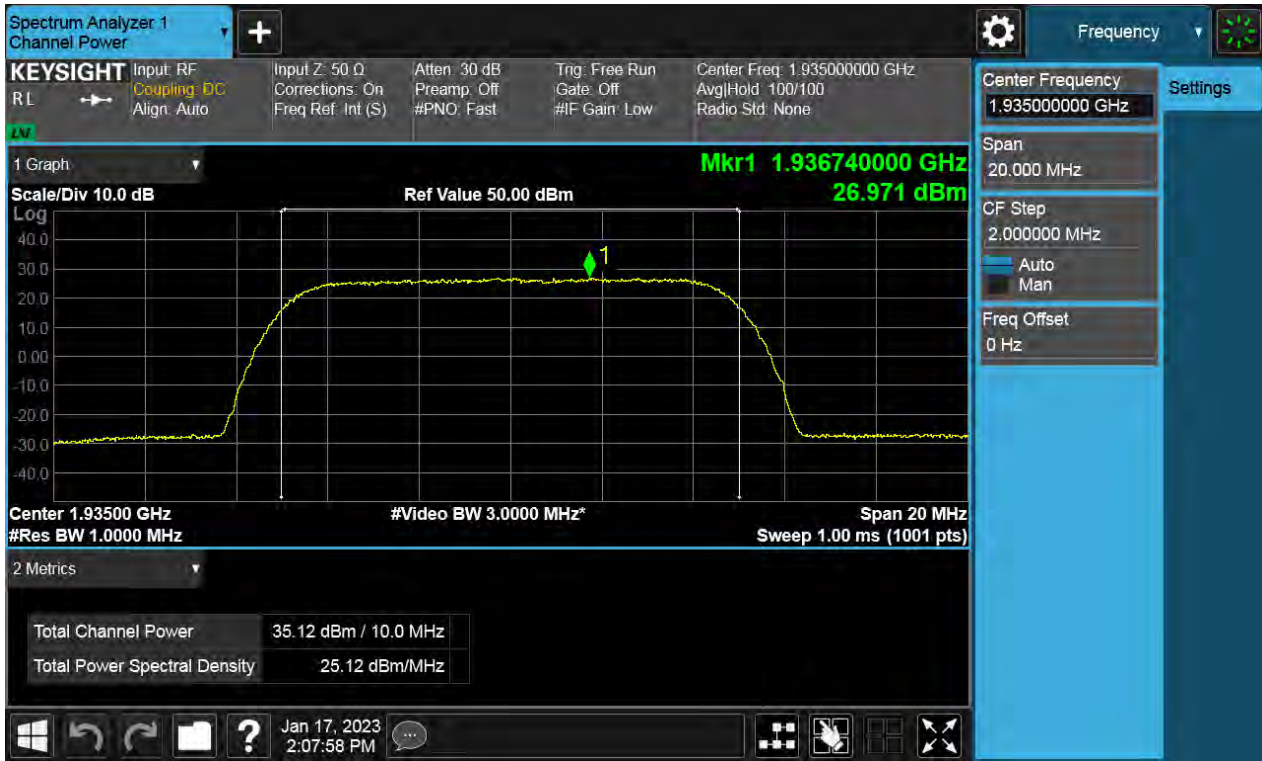 Spectrum Analyzer 1
Channel Power
+
Frequency
KEYSIGHT
RL
LXI
Input: RF
Coupling: DC
Align: Auto
Input Z: 50 Ω
Corrections: On
Freq Ref: Int (S)
Atten: 30 dB
Preamp: Off
#PNO: Fast
Trig: Free Run
Gate: Off
#IF Gain: Low
Center Freq: 1.935000000 GHz
Avg|Hold: 100/100
Radio Std: None
1 Graph
Mkr1 1.936740000 GHz
26.971 dBm
Scale/Div 10.0 dB
Ref Value 50.00 dBm
Log
40.0
30.0
20.0
10.0
0.00
-10.0
-20.0
-30.0
-40.0
1
Center 1.93500 GHz
#Video BW 3.0000 MHz*
Span 20 MHz
#Res BW 1.0000 MHz
Sweep 1.00 ms (1001 pts)
2 Metrics
Total Channel Power 35.12 dBm / 10.0 MHz
Total Power Spectral Density 25.12 dBm/MHz
?
Jan 17, 2023
2:07:58 PM
Center Frequency
1.935000000 GHz
Settings
Span
20.000 MHz
CF Step
2.000000 MHz
Auto
Man
Freq Offset
0 Hz